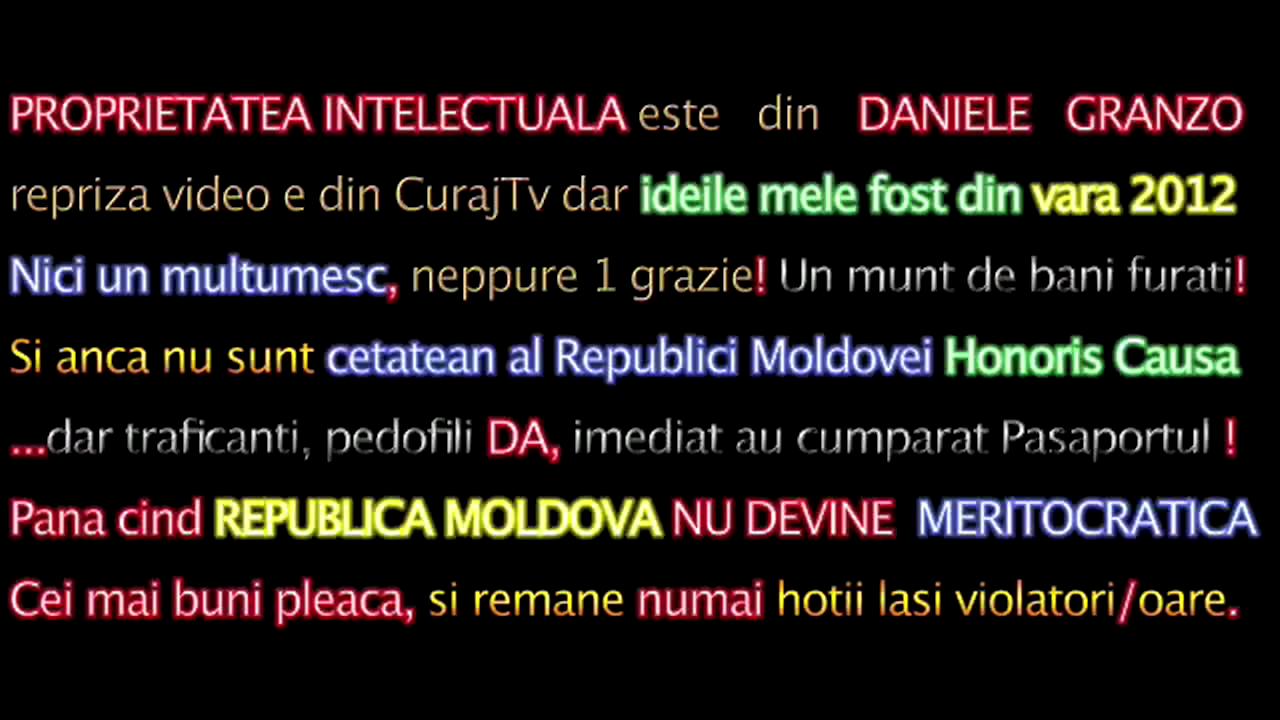 PROPRIETATEA INTELECTUALA este din DANIELE GRANZO
repriza video e din CurajTv dar ideile mele fost din vara 2012
Nici un multumesc, neppure 1 grazie! Un munt de bani furati!
Si anca nu sunt cetatean al Republici Moldovei Honoris Causa
...dar traficanti, pedofili DA, imediat au cumparat Pasaportul !
Pana cind REPUBLICA MOLDOVA NU DEVINE MERITOCRATICA
Cei mai buni pleaca, si remane numai hotii lasi violatori/oare.